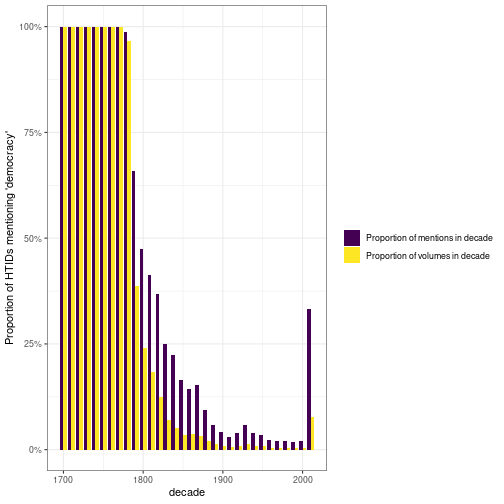 100%
75%
50%
25%
0%
Proportion of HTIDs mentioning 'democracy'
1700
1800
1900
2000
decade
Proportion of mentions in decade
Proportion of volumes in decade